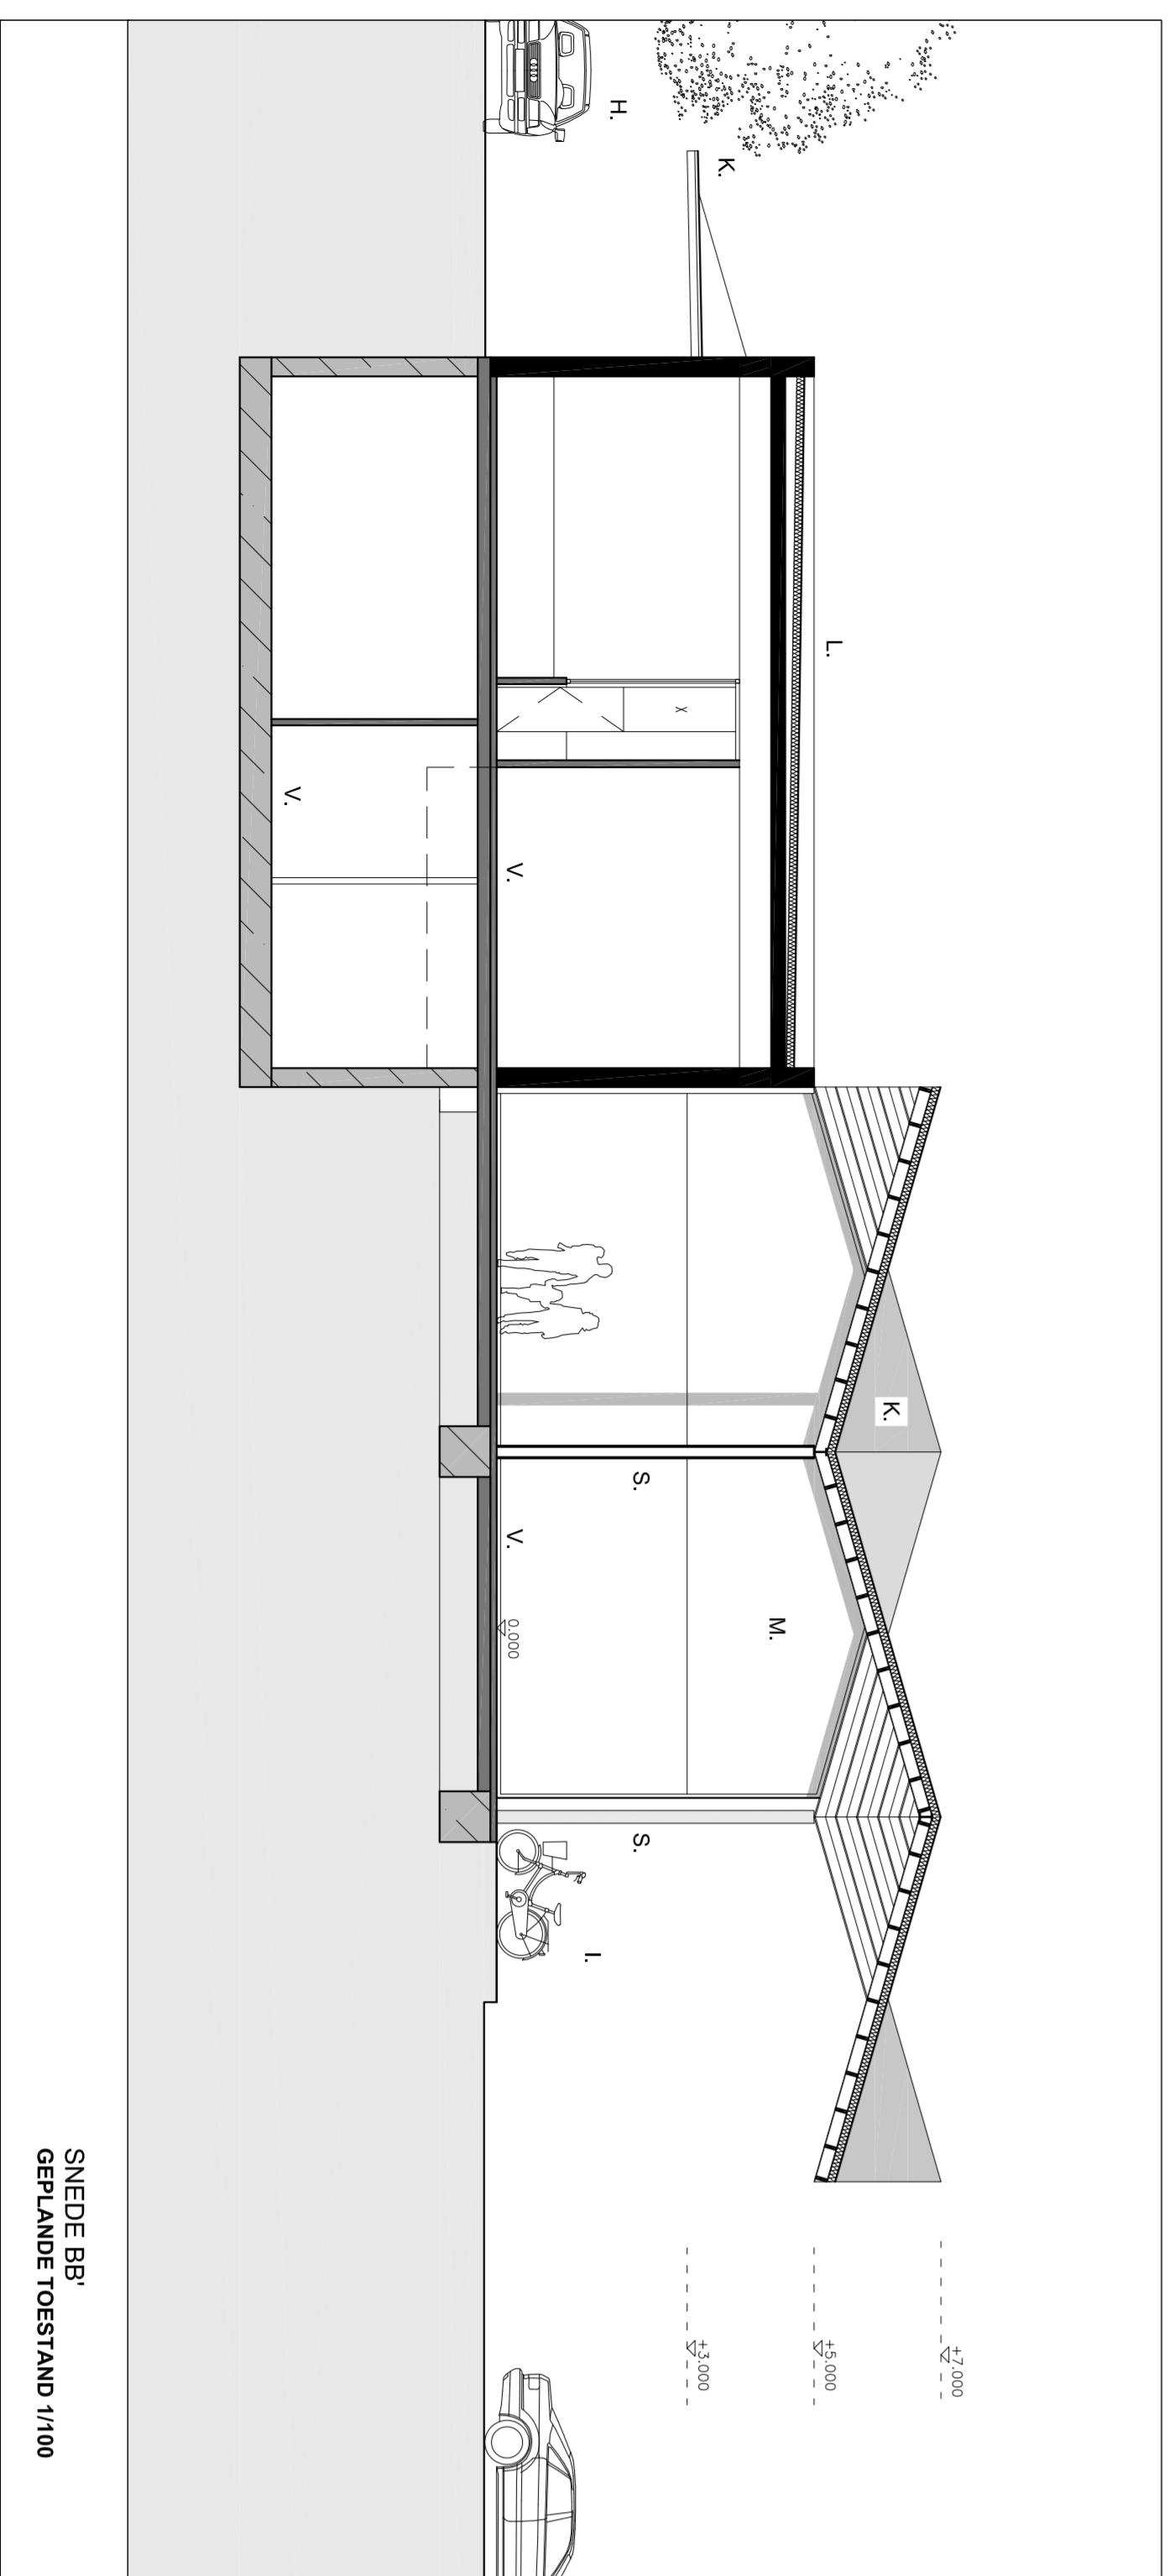 +7.000
K.
L.
+5.000
M.
K.
+3.000
S.
S.
H.
I.
V.
V.
0.000
V.
SNEDE BB'
GEPLANDE TOESTAND 1/100